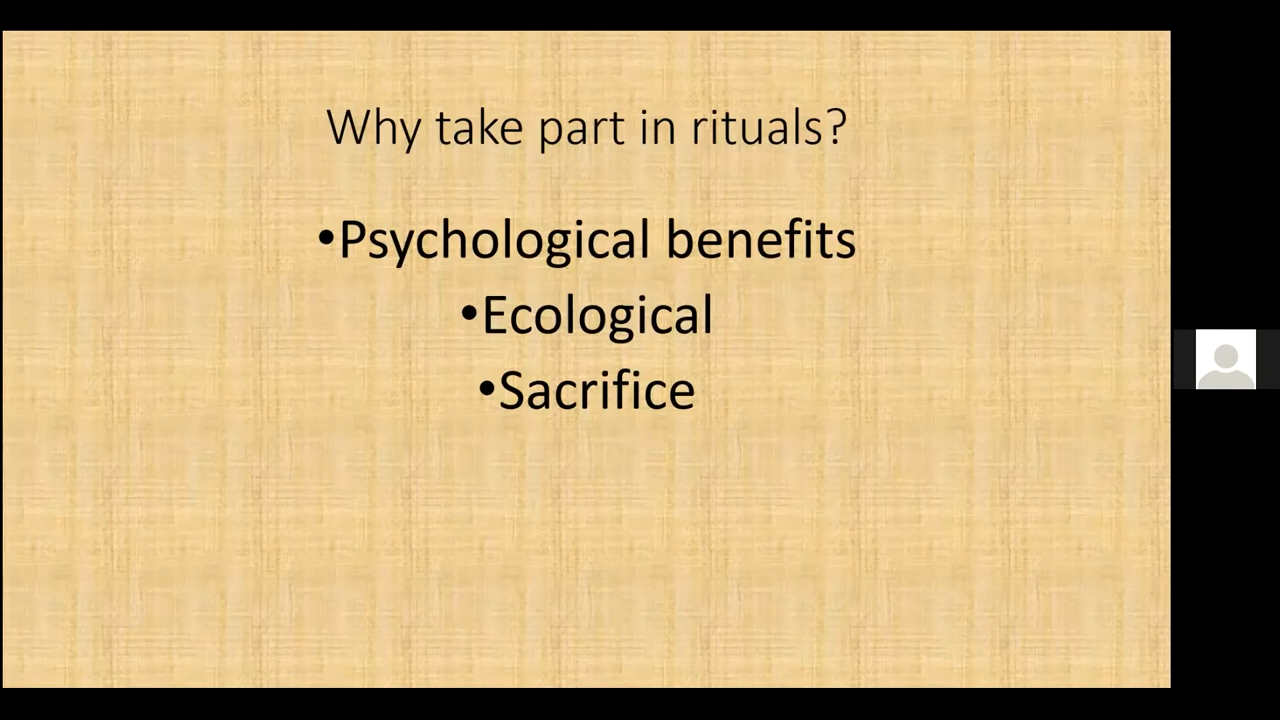 Why take part in rituals?
•Psychological benefits
•Ecological
•Sacrifice